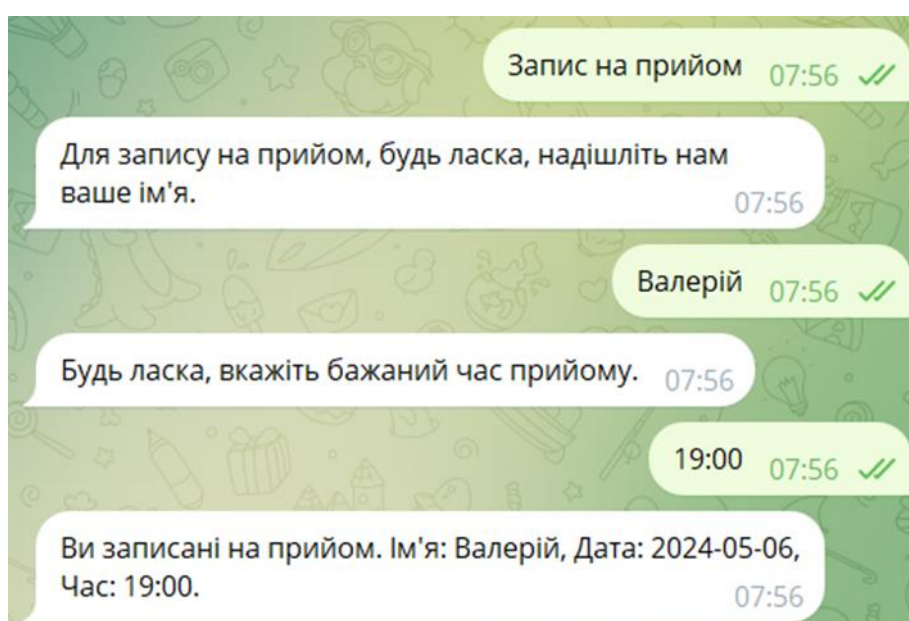 Запис на прийом 07:56
Для запису на прийом, будь ласка, надішліть нам
ваше ім'я.
07:56
Валерій 07:56
Будь ласка, вкажіть бажаний час прийому. 07:56
19:00 07:56
Ви записані на прийом. Ім'я: Валерій, Дата: 2024-05-06,
Час: 19:00.
07:56